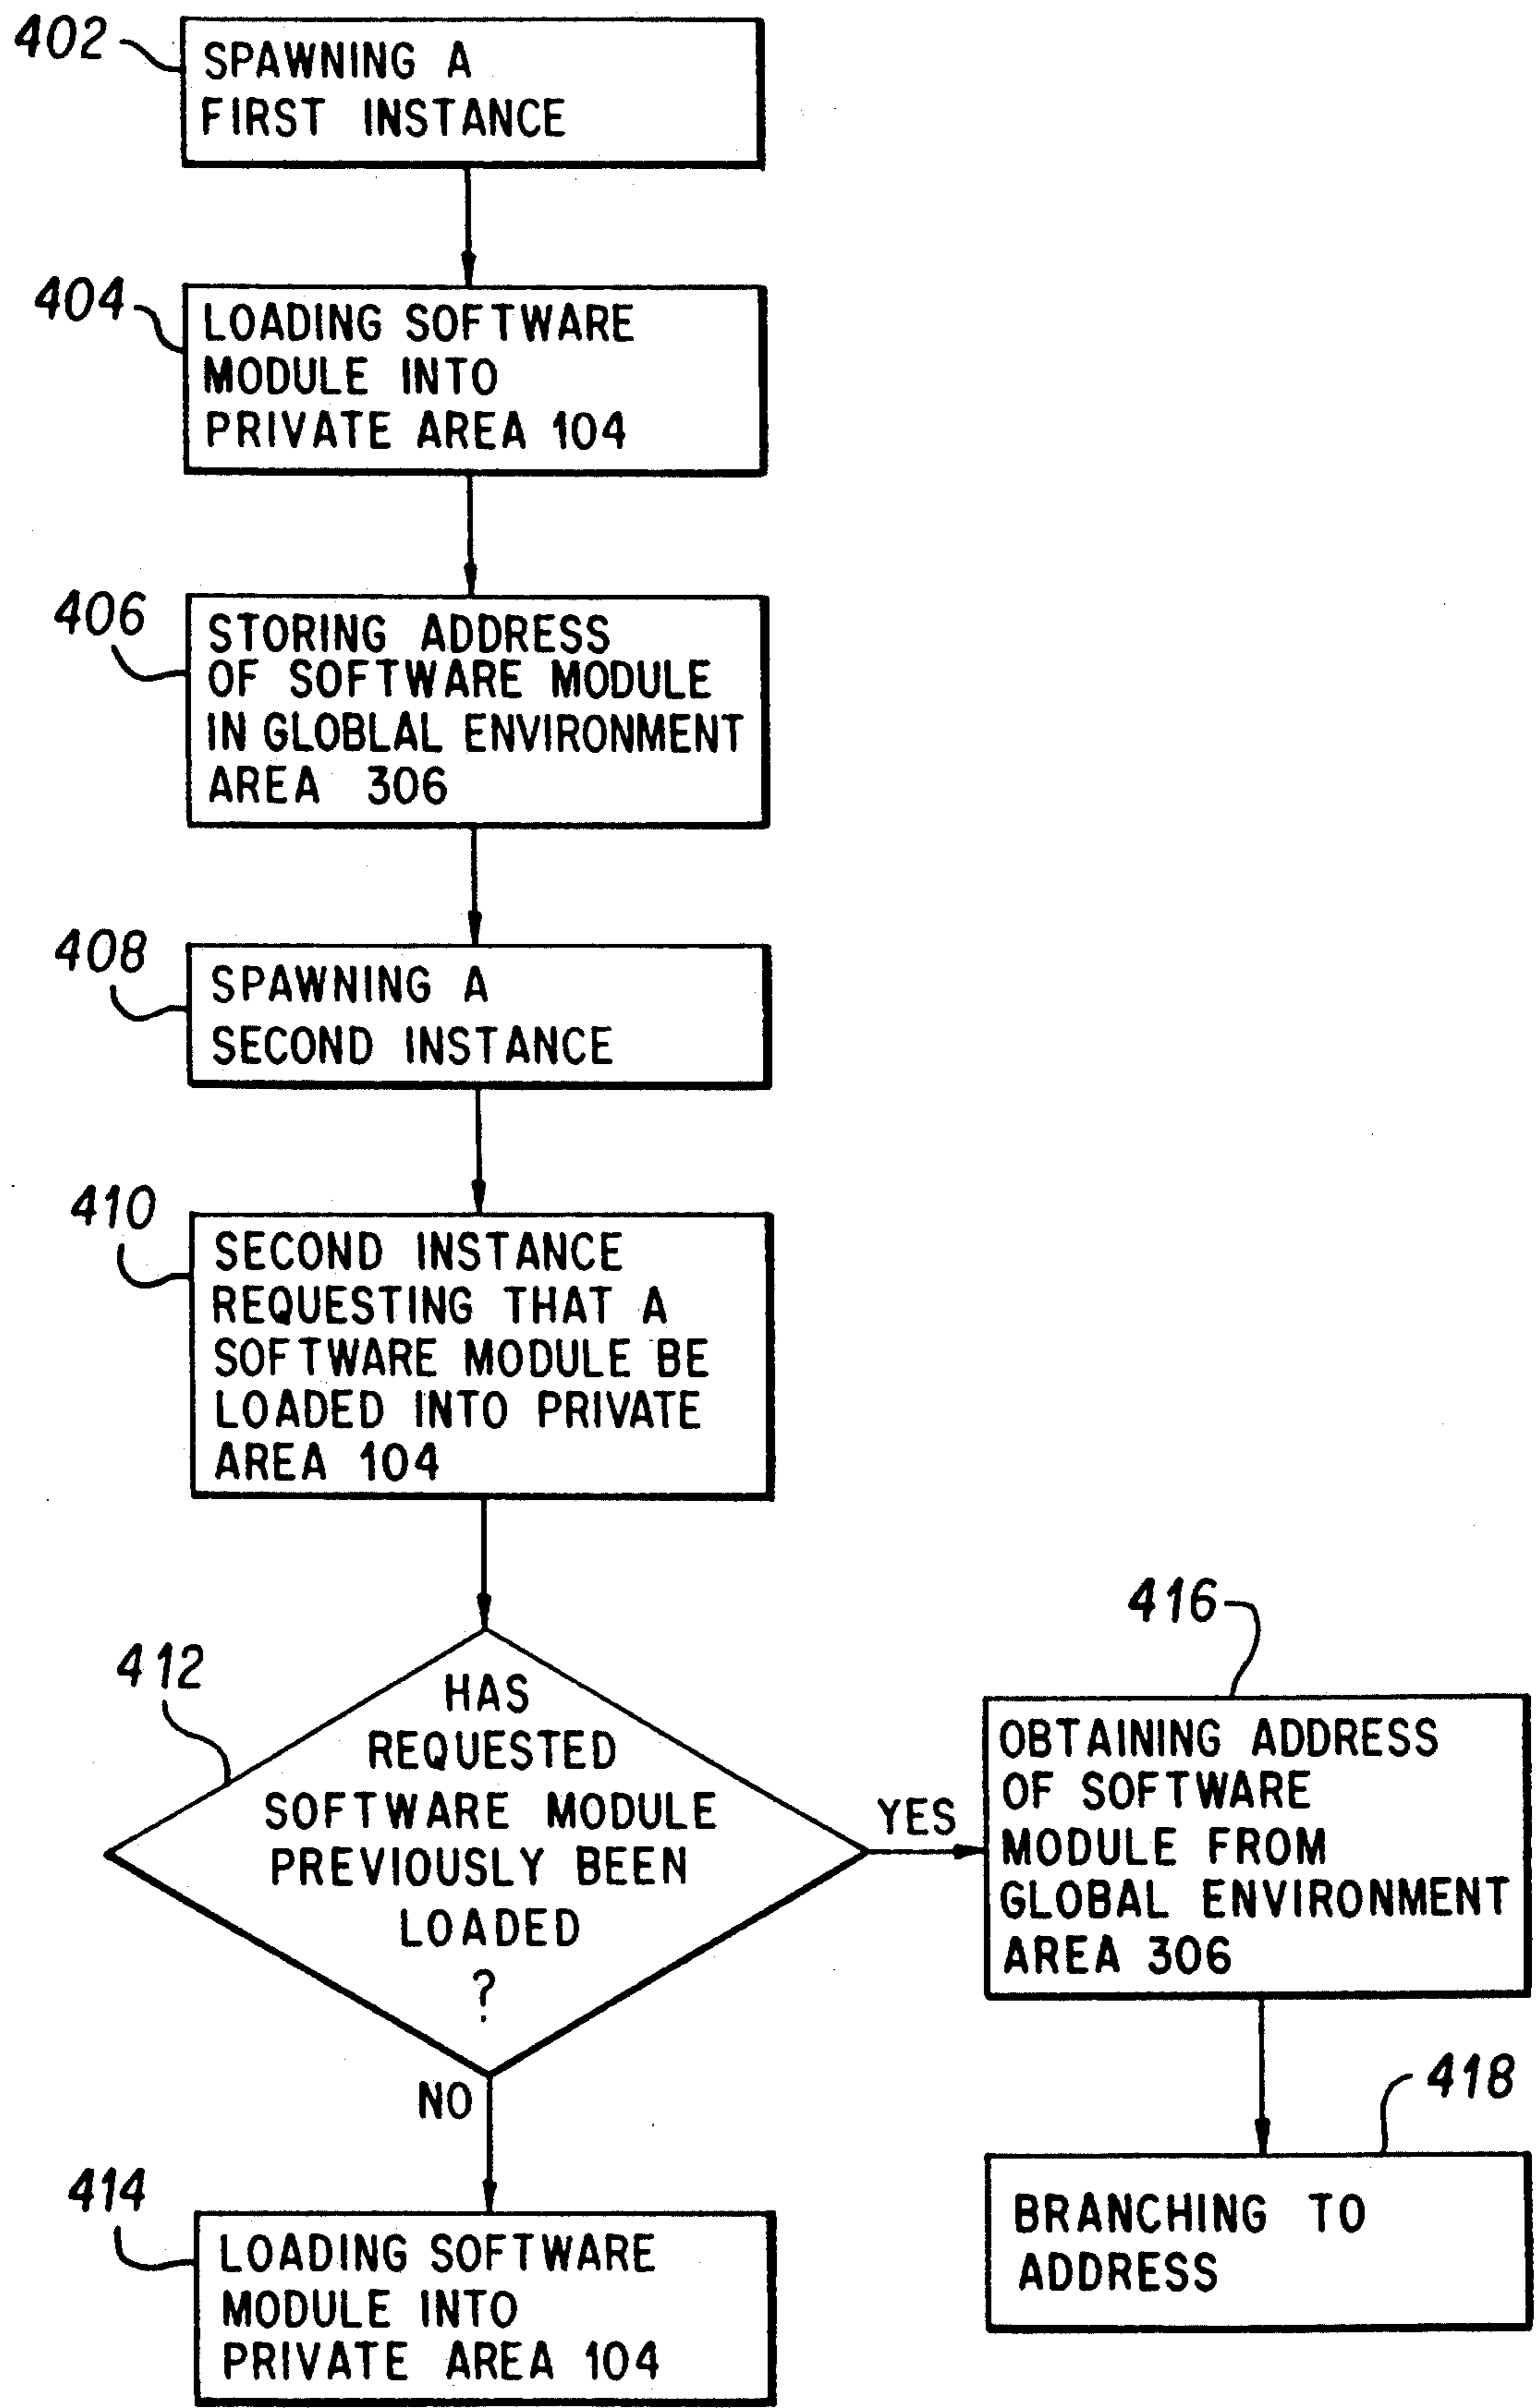 402
SPAWNING A
FIRST INSTANCE
404
LOADING SOFTWARE
MODULE INTO
PRIVATE AREA 104
406
STORING ADDRESS
OF SOFTWARE MODULE
IN GLOBLAL ENVIRONMENT
AREA 306
408
SPAWNING A
SECOND INSTANCE
410
SECOND INSTANCE
REQUESTING THAT A
SOFTWARE MODULE BE
LOADED INTO PRIVATE
AREA 104
412
HAS
REQUESTED
SOFTWARE MODULE
PREVIOUSLY BEEN
LOADED
?
YES
416
OBTAINING ADDRESS
OF SOFTWARE
MODULE FROM
GLOBAL ENVIRONMENT
AREA 306
NO
414
LOADING SOFTWARE
MODULE INTO
PRIVATE AREA 104
418
BRANCHING TO
ADDRESS